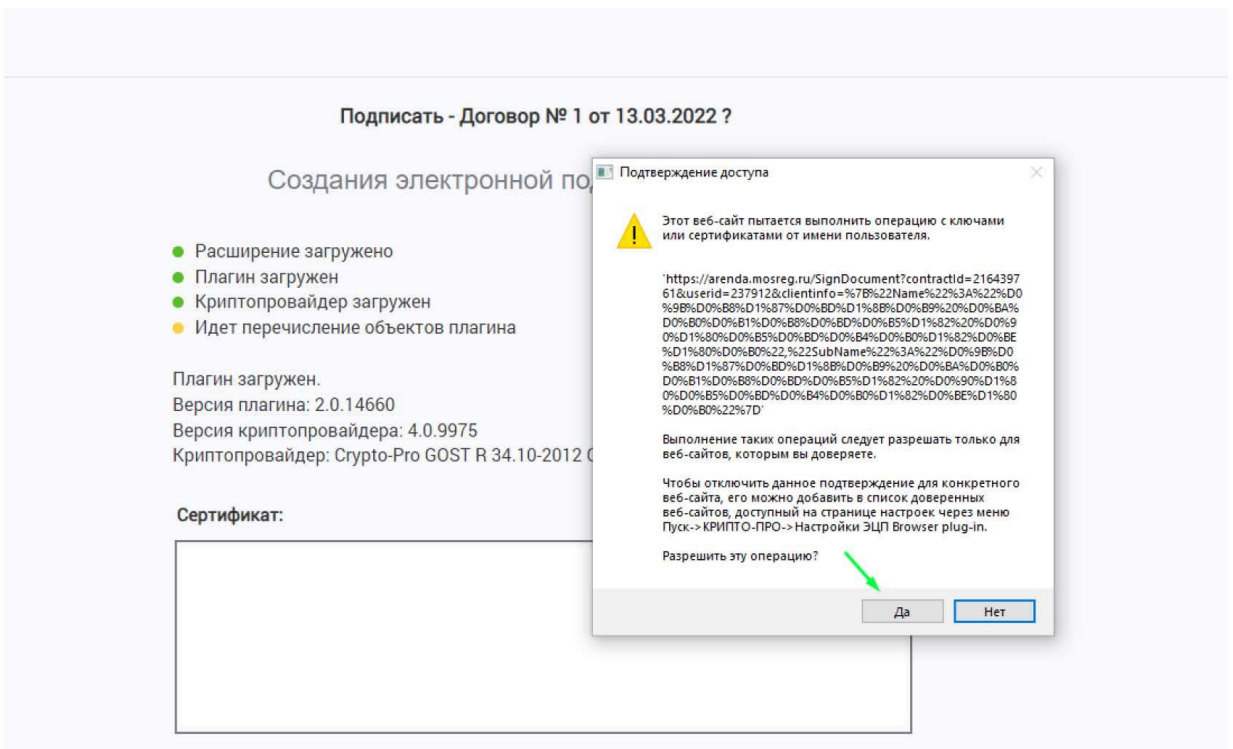 Подписать - Договор № 1 от 13.03.2022 ?
Создания электронной по
Расширение загружено
Плагин загружен
Криптопровайдер загружен
Идет перечисление объектов плагина
Плагин загружен.
Версия плагина: 2.0.14660
Версия криптопровайдера: 4.0.9975
Криптопровайдер: Crypto-Pro GOST R 34.10-2012
Сертификат:
Подтверждение доступа
Этот веб-сайт пытается выполнить операцию с ключами
или сертификатами от имени пользователя.
`https://arenda.mosreg.ru/SignDocument?contractId=2164397
61&userid=237912&clientinfo=%7B%22Name%22%3A%22%D0
%9B%D0%B8%D1%87%D0%BD%D1%8B%D0%B9%20%D0%BA%
D0%B0%D0%B1%D0%B8%D0%BD%D0%B5%D1%82%20%D0%9
0%D1%80%D0%B5%D0%BD%D0%B4%D0%B0%D1%82%D0%BE
%D1%80%D0%B0%22,%22SubName%22%3A%22%D0%9B%D0
%B8%D1%87%D0%BD%D1%8B%D0%B9%20%D0%BA%D0%B0%
D0%B1%D0%B8%D0%BD%D0%B5%D1%82%20%D0%90%D1%8
0%D0%B5%D0%BD%D0%B4%D0%B0%D1%82%D0%BE%D1%80
%D0%B0%22%7D'
Выполнение таких операций следует разрешать только для
веб-сайтов, которым вы доверяете.
Чтобы отключить данное подтверждение для конкретного
веб-сайта, его можно добавить в список доверенных
веб-сайтов, доступный на странице настроек через меню
Пуск->КРИПТО-ПРО->Настройки ЭЦП Browser plug-in.
Разрешить эту операцию?
Да
Нет